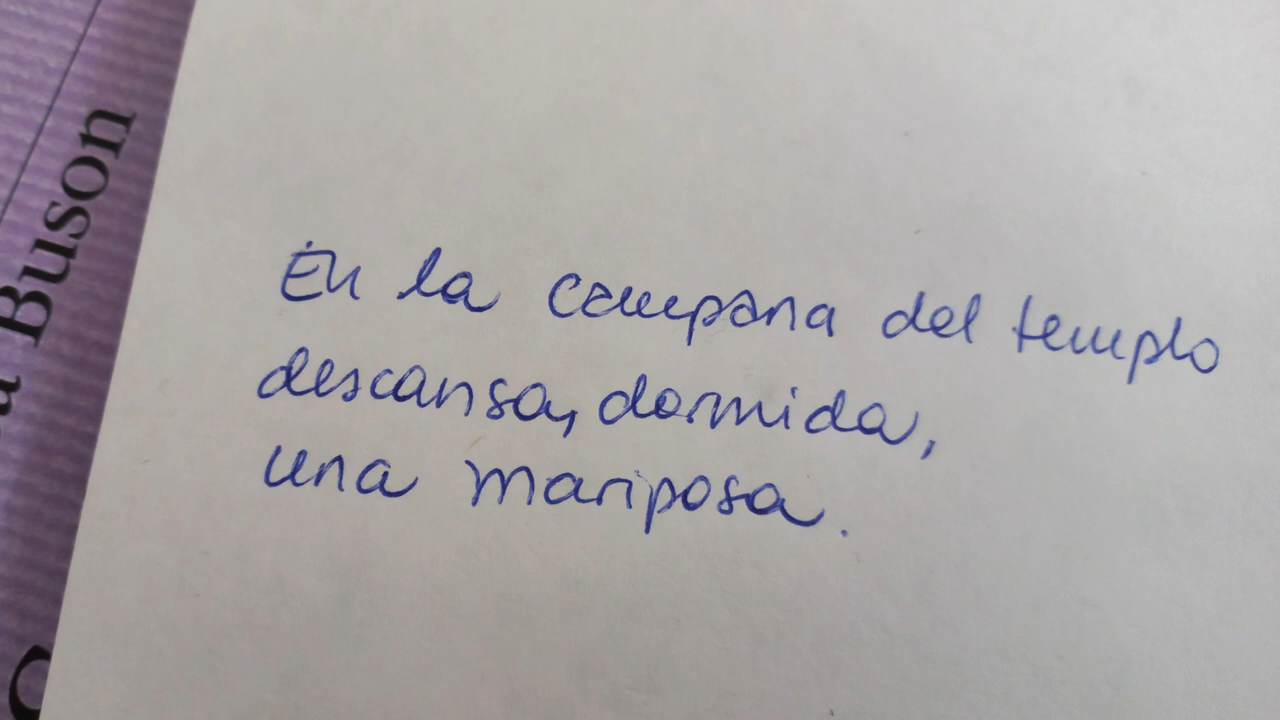 Buson
En la campana del templo
descansa, dormida,
una mariposa.